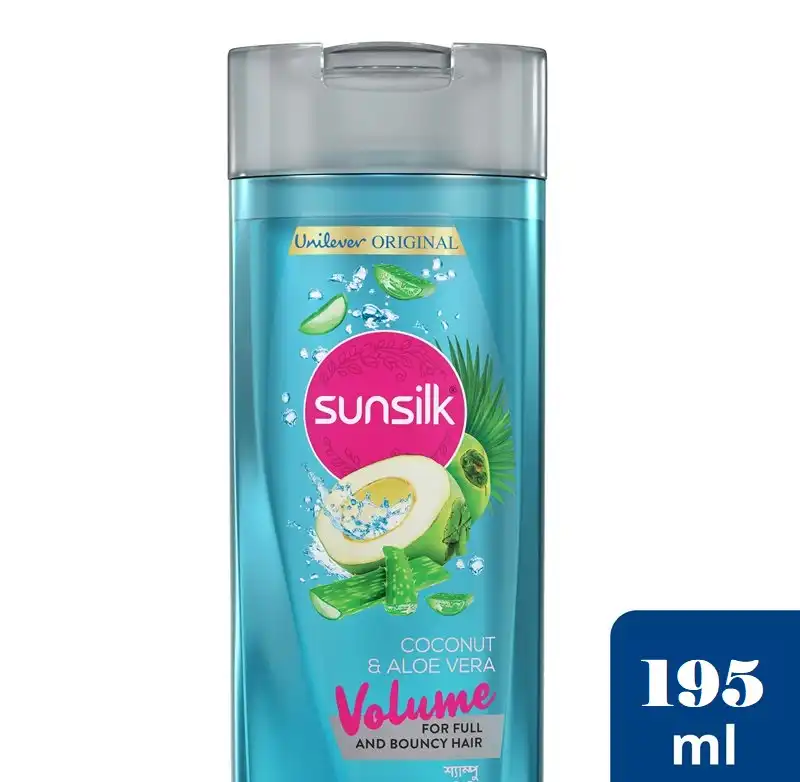 Unilever ORIGINAL
sunsilk®
COCONUT
& ALOE VERA
Volume
FOR FULL
AND BOUNCY HAIR
শ্যাম্পু
195
ml